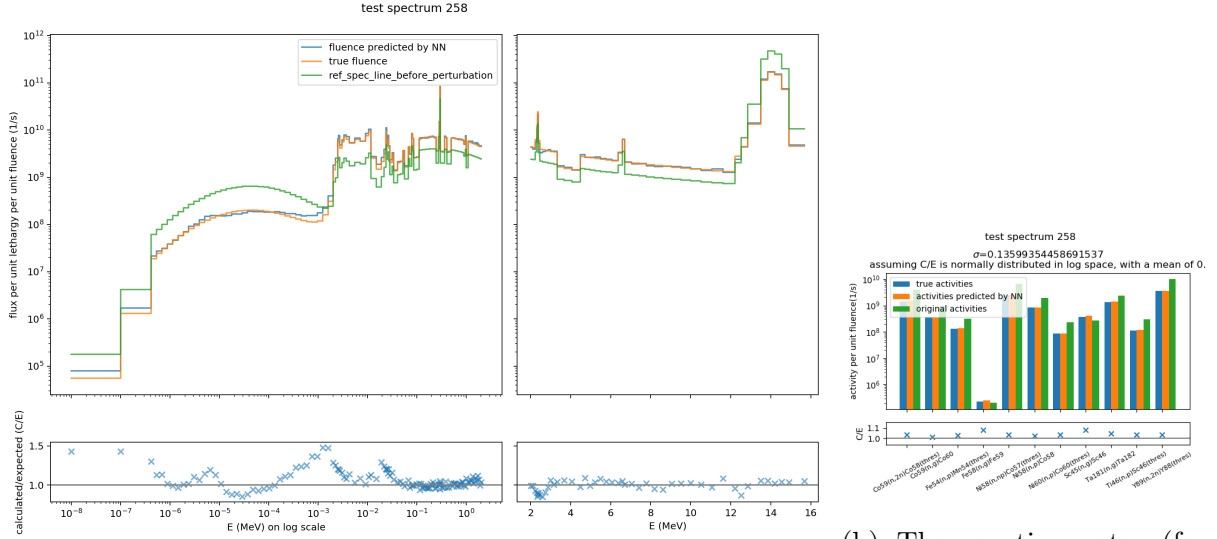 test spectrum 258
fluence predicted by NN
true fluence
ref_spec_line_before_perturbation
flux per unit lethargy per unit fluence (1/s)
10^12
10^11
10^10
10^9
10^8
10^7
10^6
10^5
calculated/expected (C/E)
1.5
1.0
10^-8
10^-7
10^-6
10^-5
10^-4
10^-3
10^-2
10^-1
10^0
E (MeV) on log scale
2
4
6
8
10
12
14
16
E (MeV)
test spectrum 258
σ=0.13599354458691537
assuming C/E is normally distributed in log space, with a mean of 0.
true activities
activities predicted by NN
original activities
activity per unit fluence(1/s)
10^10
10^9
10^8
10^7
10^6
C/E
1.1
1.0
Co59(n,2n)Co58(thres)
Co59(n,g)Co60
Fe54(n,p)Mn54(thres)
Fe58(n,g)Fe59
Ni58(n,np)Co57(thres)
Ni58(n,p)Co58
Ni60(n,p)Co60(thres)
Sc45(n,g)Sc46
Ta181(n,g)Ta182
Ti46(n,p)Sc46(thres)
Y89(n,2n)Y88(thres)